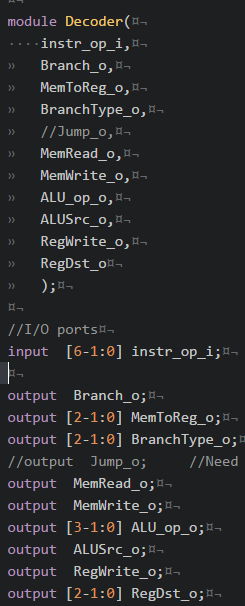 module Decoder(
instr_op_i,
Branch_o,
MemToReg_o,
BranchType_o,
//Jump_o,
MemRead_o,
MemWrite_o,
ALU_op_o,
ALUSrc_o,
RegWrite_o,
RegDst_o
);
//I/O ports
input  [6-1:0] instr_op_i;
output  Branch_o;
output [2-1:0] MemToReg_o;
output [2-1:0] BranchType_o;
//output  Jump_o;     //Need
output  MemRead_o;
output  MemWrite_o;
output [3-1:0] ALU_op_o;
output  ALUSrc_o;
output  RegWrite_o;
output [2-1:0] RegDst_o;